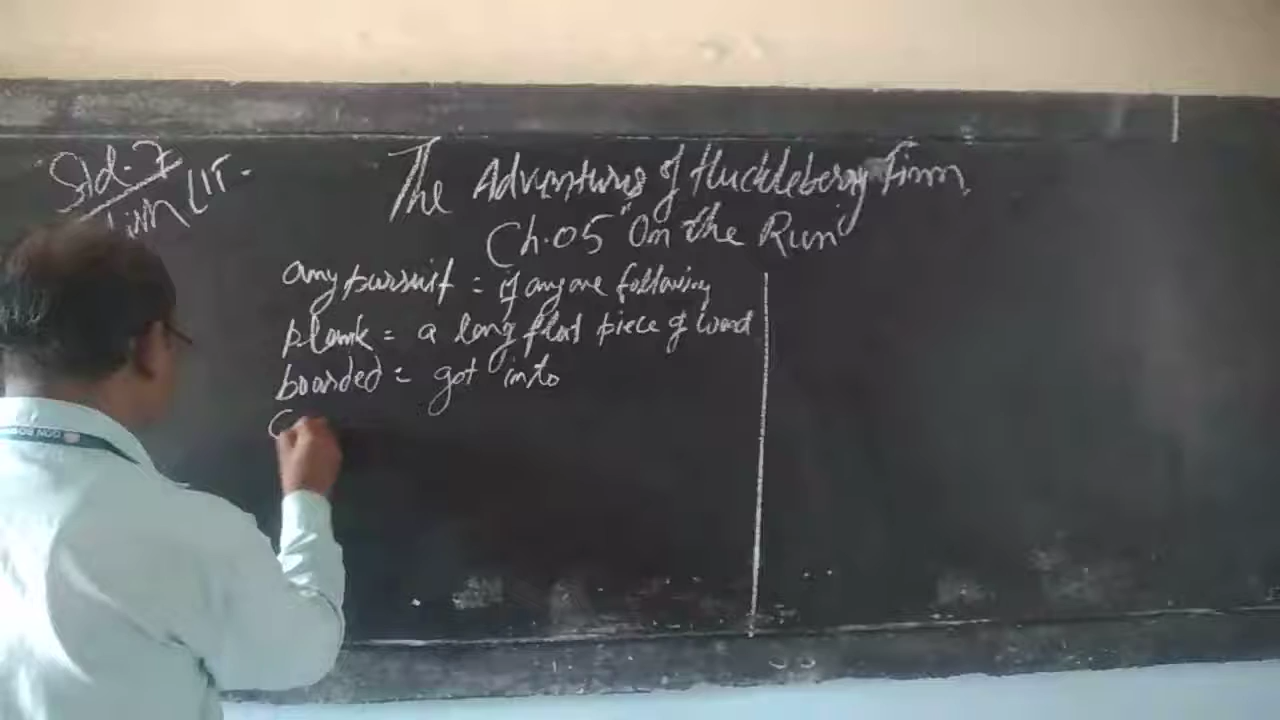 Std. 7
LIT.
The Adventures of Huckleberry Finn
Ch. 05 "On the Run"
any pursuit = if anyone following
plank = a long flat piece of wood
boarded = got into